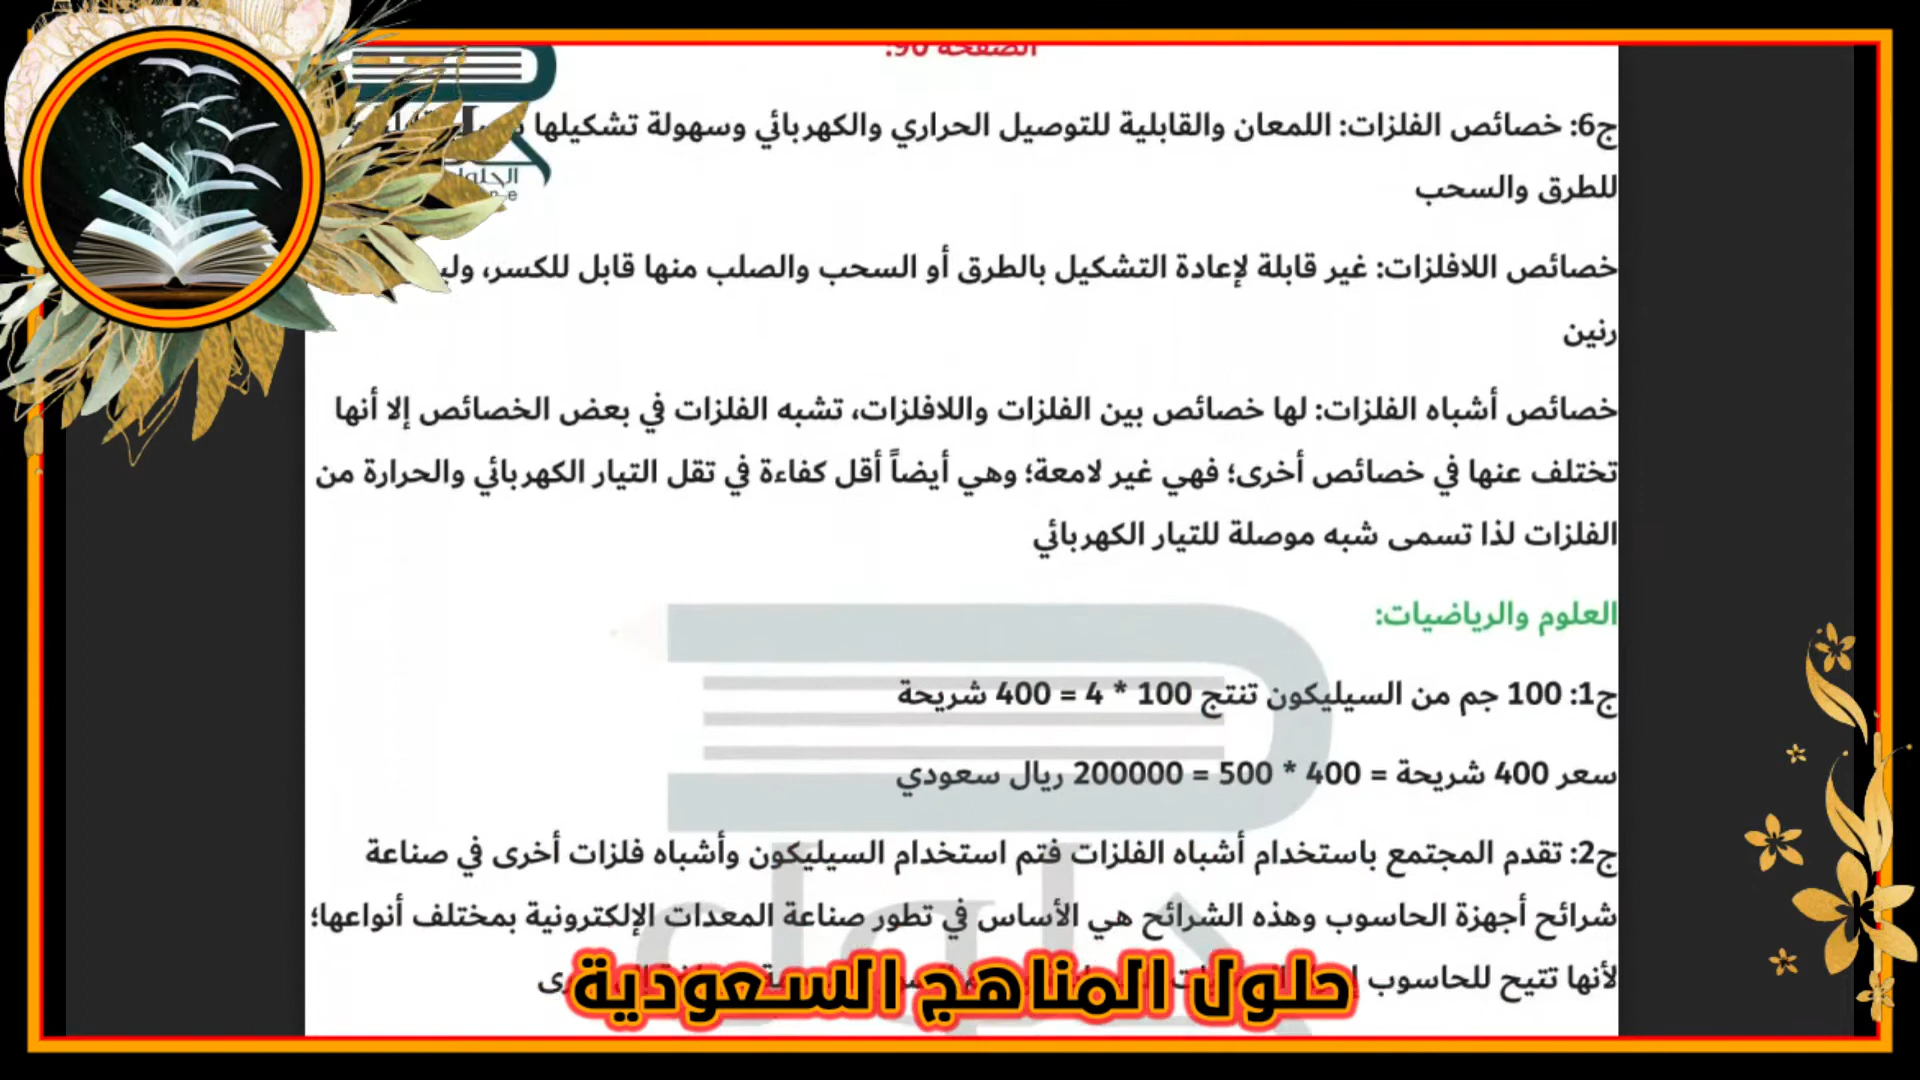 الصفحة 90:
ج6: خصائص الفلزات: اللمعان والقابلية للتوصيل الحراري والكهربائي وسهولة تشكيلها
للطرق والسحب
خصائص اللافلزات: غير قابلة لإعادة التشكيل بالطرق أو السحب والصلب منها قابل للكسر،
رنين
خصائص أشباه الفلزات: لها خصائص بين الفلزات واللافلزات، تشبه الفلزات في بعض الخصائص إلا أنها
تختلف عنها في خصائص أخرى؛ فهي غير لامعة؛ وهي أيضاً أقل كفاءة في تقل التيار الكهربائي والحرارة من
الفلزات لذا تسمى شبه موصلة للتيار الكهربائي
العلوم والرياضيات:
ج1: 100 جم من السيليكون تنتج 100 * 4 = 400 شريحة
سعر 400 شريحة = 400 * 500 = 200000 ريال سعودي
ج2: تقدم المجتمع باستخدام أشباه الفلزات فتم استخدام السيليكون وأشباه فلزات أخرى في صناعة
شرائح أجهزة الحاسوب وهذه الشرائح هي الأساس في تطور صناعة المعدات الإلكترونية بمختلف أنواعها؛
لأنها تتيح للحاسوب
حلول المناهج السعودية